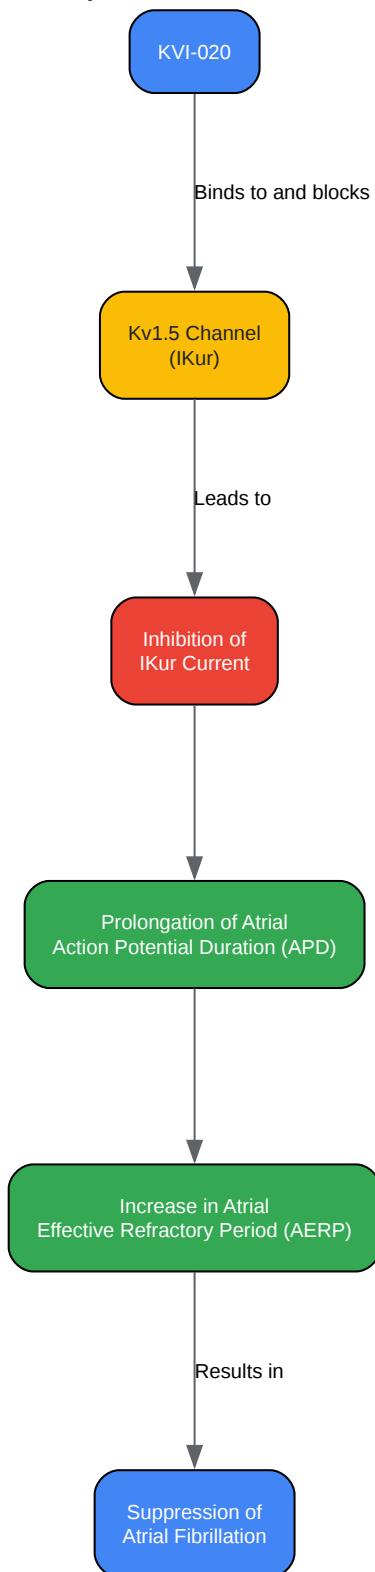 KVI-020
Binds to and blocks
Kv1.5 Channel
(IKur)
Leads to
Inhibition of
IKur Current
Prolongation of Atrial
Action Potential Duration (APD)
Increase in Atrial
Effective Refractory Period (AERP)
Results in
Suppression of
Atrial Fibrillation